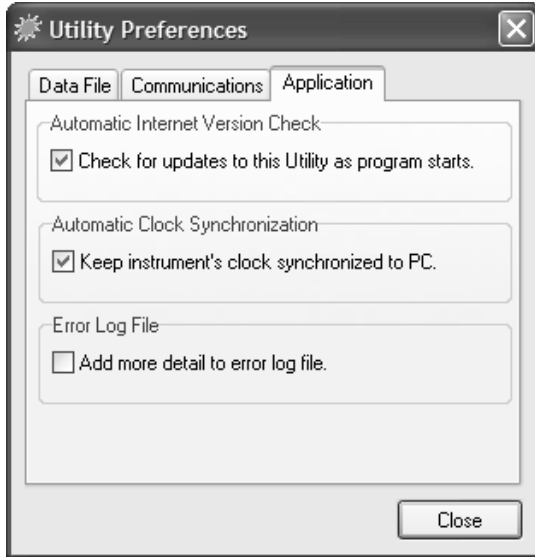 Utility Preferences
Data File Communications Application
Automatic Internet Version Check
Check for updates to this Utility as program starts.
Automatic Clock Synchronization
Keep instrument's clock synchronized to PC.
Error Log File
Add more detail to error log file.
Close